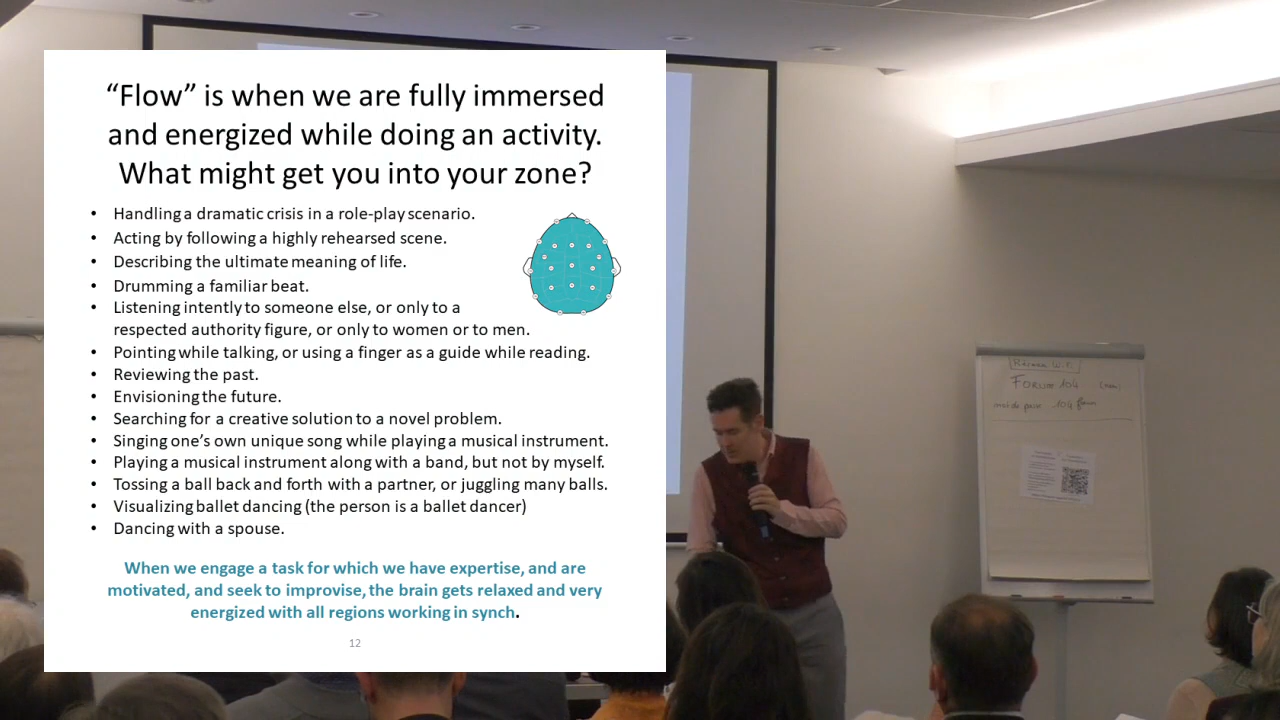 “Flow” is when we are fully immersed
and energized while doing an activity.
What might get you into your zone?
• Handling a dramatic crisis in a role-play scenario.
• Acting by following a highly rehearsed scene.
• Describing the ultimate meaning of life.
• Drumming a familiar beat.
• Listening intently to someone else, or only to a
respected authority figure, or only to women or to men.
• Pointing while talking, or using a finger as a guide while reading.
• Reviewing the past.
• Envisioning the future.
• Searching for a creative solution to a novel problem.
• Singing one’s own unique song while playing a musical instrument.
• Playing a musical instrument along with a band, but not by myself.
• Tossing a ball back and forth with a partner, or juggling many balls.
• Visualizing ballet dancing (the person is a ballet dancer)
• Dancing with a spouse.
When we engage a task for which we have expertise, and are
motivated, and seek to improvise, the brain gets relaxed and very
energized with all regions working in synch.
12
Forum 104